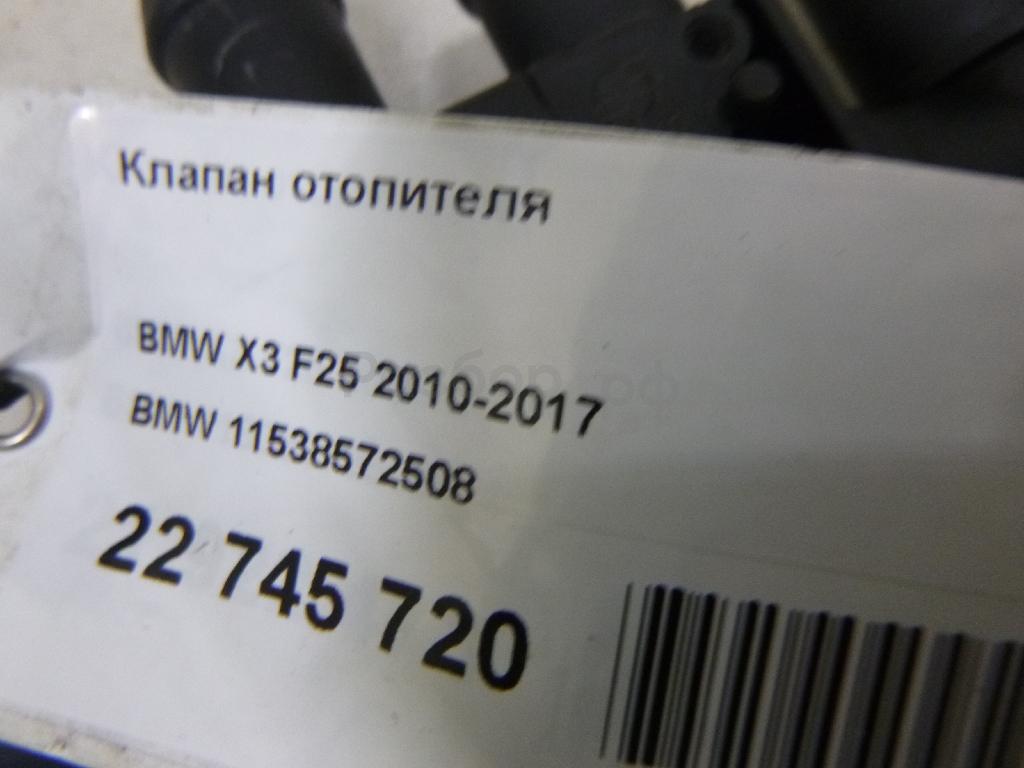 Клапан отопителя
BMW X3 F25 2010-2017
BMW 11538572508
22 745 720